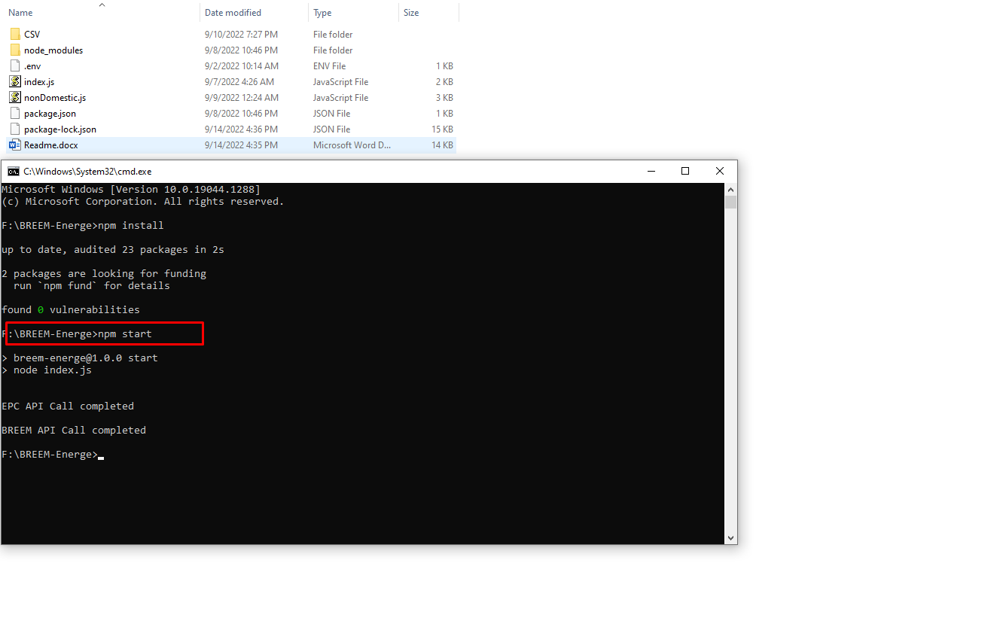 Name Date modified Type Size
CSV 9/10/2022 7:27 PM File folder
node_modules 9/8/2022 10:46 PM File folder
.env 9/2/2022 10:14 AM ENV File 1 KB
index.js 9/7/2022 4:26 AM JavaScript File 2 KB
nonDomestic.js 9/9/2022 12:24 AM JavaScript File 3 KB
package.json 9/8/2022 10:46 PM JSON File 1 KB
package-lock.json 9/14/2022 4:36 PM JSON File 15 KB
Readme.docx 9/14/2022 4:35 PM Microsoft Word D... 14 KB
C:\Windows\System32\cmd.exe
Microsoft Windows [Version 10.0.19044.1288]
(c) Microsoft Corporation. All rights reserved.
F:\BREEM-Energe>npm install
up to date, audited 23 packages in 2s
2 packages are looking for funding
run `npm fund` for details
found 0 vulnerabilities
F:\BREEM-Energe>npm start
> breem-energe@1.0.0 start
> node index.js
EPC API Call completed
BREEM API Call completed
F:\BREEM-Energe>